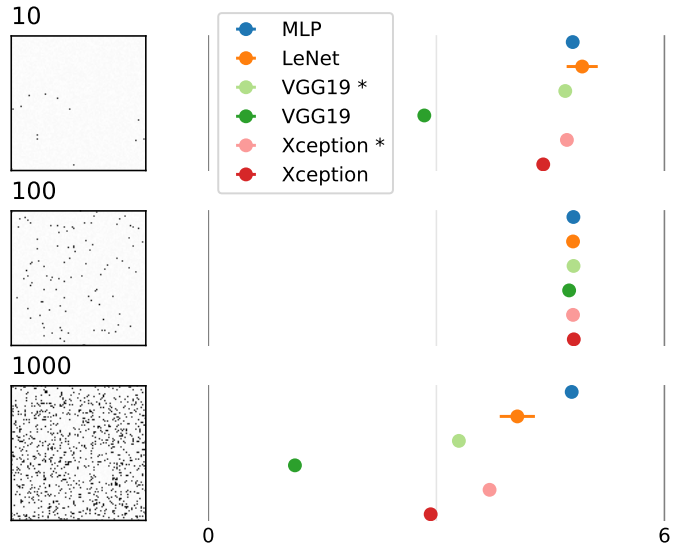 10
MLP
LeNet
VGG19 *
VGG19
Xception *
Xception
100
1000
0
6